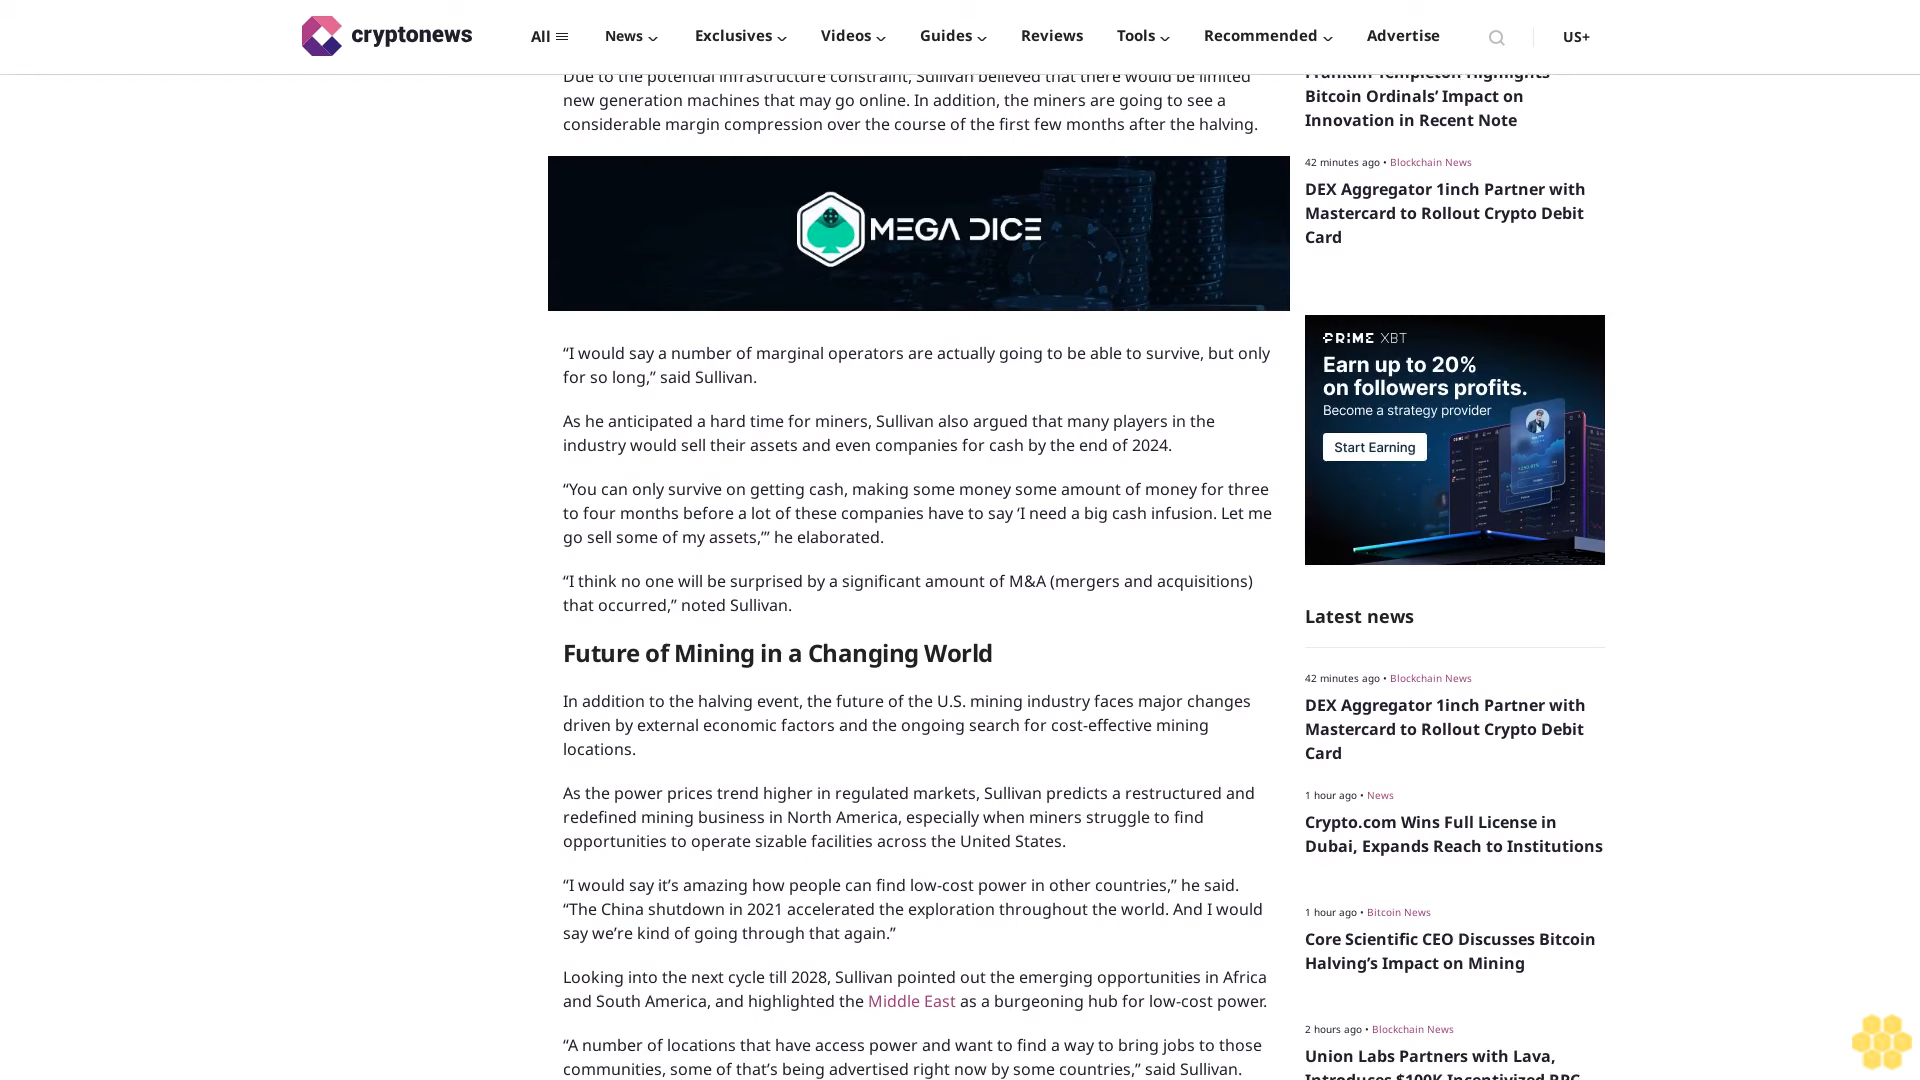 cryptonews
All
News
Exclusives
Videos
Guides
Reviews
Tools
Recommended
Advertise
US+
Due to the potential infrastructure constraint, Sullivan believed that there would be limited
new generation machines that may go online. In addition, the miners are going to see a
considerable margin compression over the course of the first few months after the halving.
MEGA DICE
“I would say a number of marginal operators are actually going to be able to survive, but only
for so long,” said Sullivan.
As he anticipated a hard time for miners, Sullivan also argued that many players in the
industry would sell their assets and even companies for cash by the end of 2024.
“You can only survive on getting cash, making some money some amount of money for three
to four months before a lot of these companies have to say ‘I need a big cash infusion. Let me
go sell some of my assets,’” he elaborated.
“I think no one will be surprised by a significant amount of M&A (mergers and acquisitions)
that occurred,” noted Sullivan.
Future of Mining in a Changing World
In addition to the halving event, the future of the U.S. mining industry faces major changes
driven by external economic factors and the ongoing search for cost-effective mining
locations.
As the power prices trend higher in regulated markets, Sullivan predicts a restructured and
redefined mining business in North America, especially when miners struggle to find
opportunities to operate sizable facilities across the United States.
“I would say it’s amazing how people can find low-cost power in other countries,” he said.
“The China shutdown in 2021 accelerated the exploration throughout the world. And I would
say we’re kind of going through that again.”
Looking into the next cycle till 2028, Sullivan pointed out the emerging opportunities in Africa
and South America, and highlighted the Middle East as a burgeoning hub for low-cost power.
“A number of locations that have access power and want to find a way to bring jobs to those
communities, some of that’s being advertised right now by some countries,” said Sullivan.
Franklin Templeton Highlights
Bitcoin Ordinals’ Impact on
Innovation in Recent Note
42 minutes ago • Blockchain News
DEX Aggregator 1inch Partner with
Mastercard to Rollout Crypto Debit
Card
PRIME XBT
Earn up to 20%
on followers profits.
Become a strategy provider
Start Earning
Latest news
42 minutes ago • Blockchain News
DEX Aggregator 1inch Partner with
Mastercard to Rollout Crypto Debit
Card
1 hour ago • News
Crypto.com Wins Full License in
Dubai, Expands Reach to Institutions
1 hour ago • Bitcoin News
Core Scientific CEO Discusses Bitcoin
Halving’s Impact on Mining
2 hours ago • Blockchain News
Union Labs Partners with Lava,
Introduces $100K Incentivized RPC